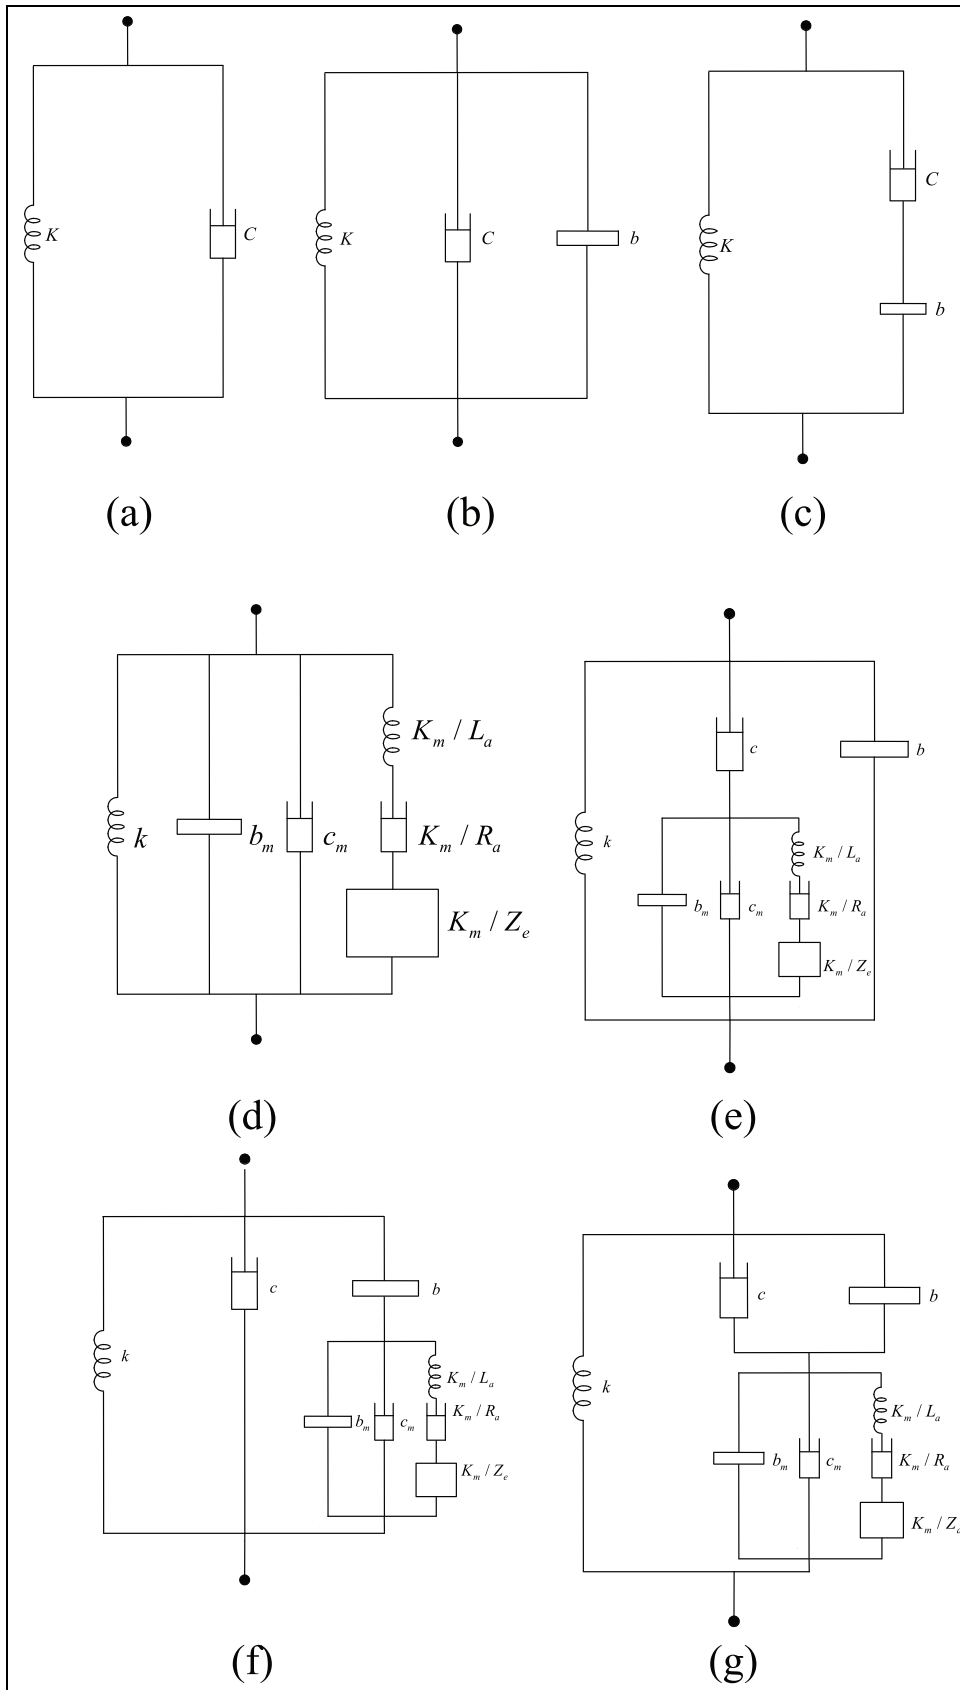 K
C
K
C
b
C
K
b
(a)
(b)
(c)
K_m / L_a
k
b_m
c_m
K_m / R_a
K_m / Z_e
c
b
k
K_m / L_a
b_m
c_m
K_m / R_a
K_m / Z_e
(d)
(e)
c
b
k
K_m / L_a
K_m / R_a
b_m
c_m
K_m / Z_e
c
b
k
K_m / L_a
b_m
c_m
K_m / R_a
K_m / Z_a
(f)
(g)